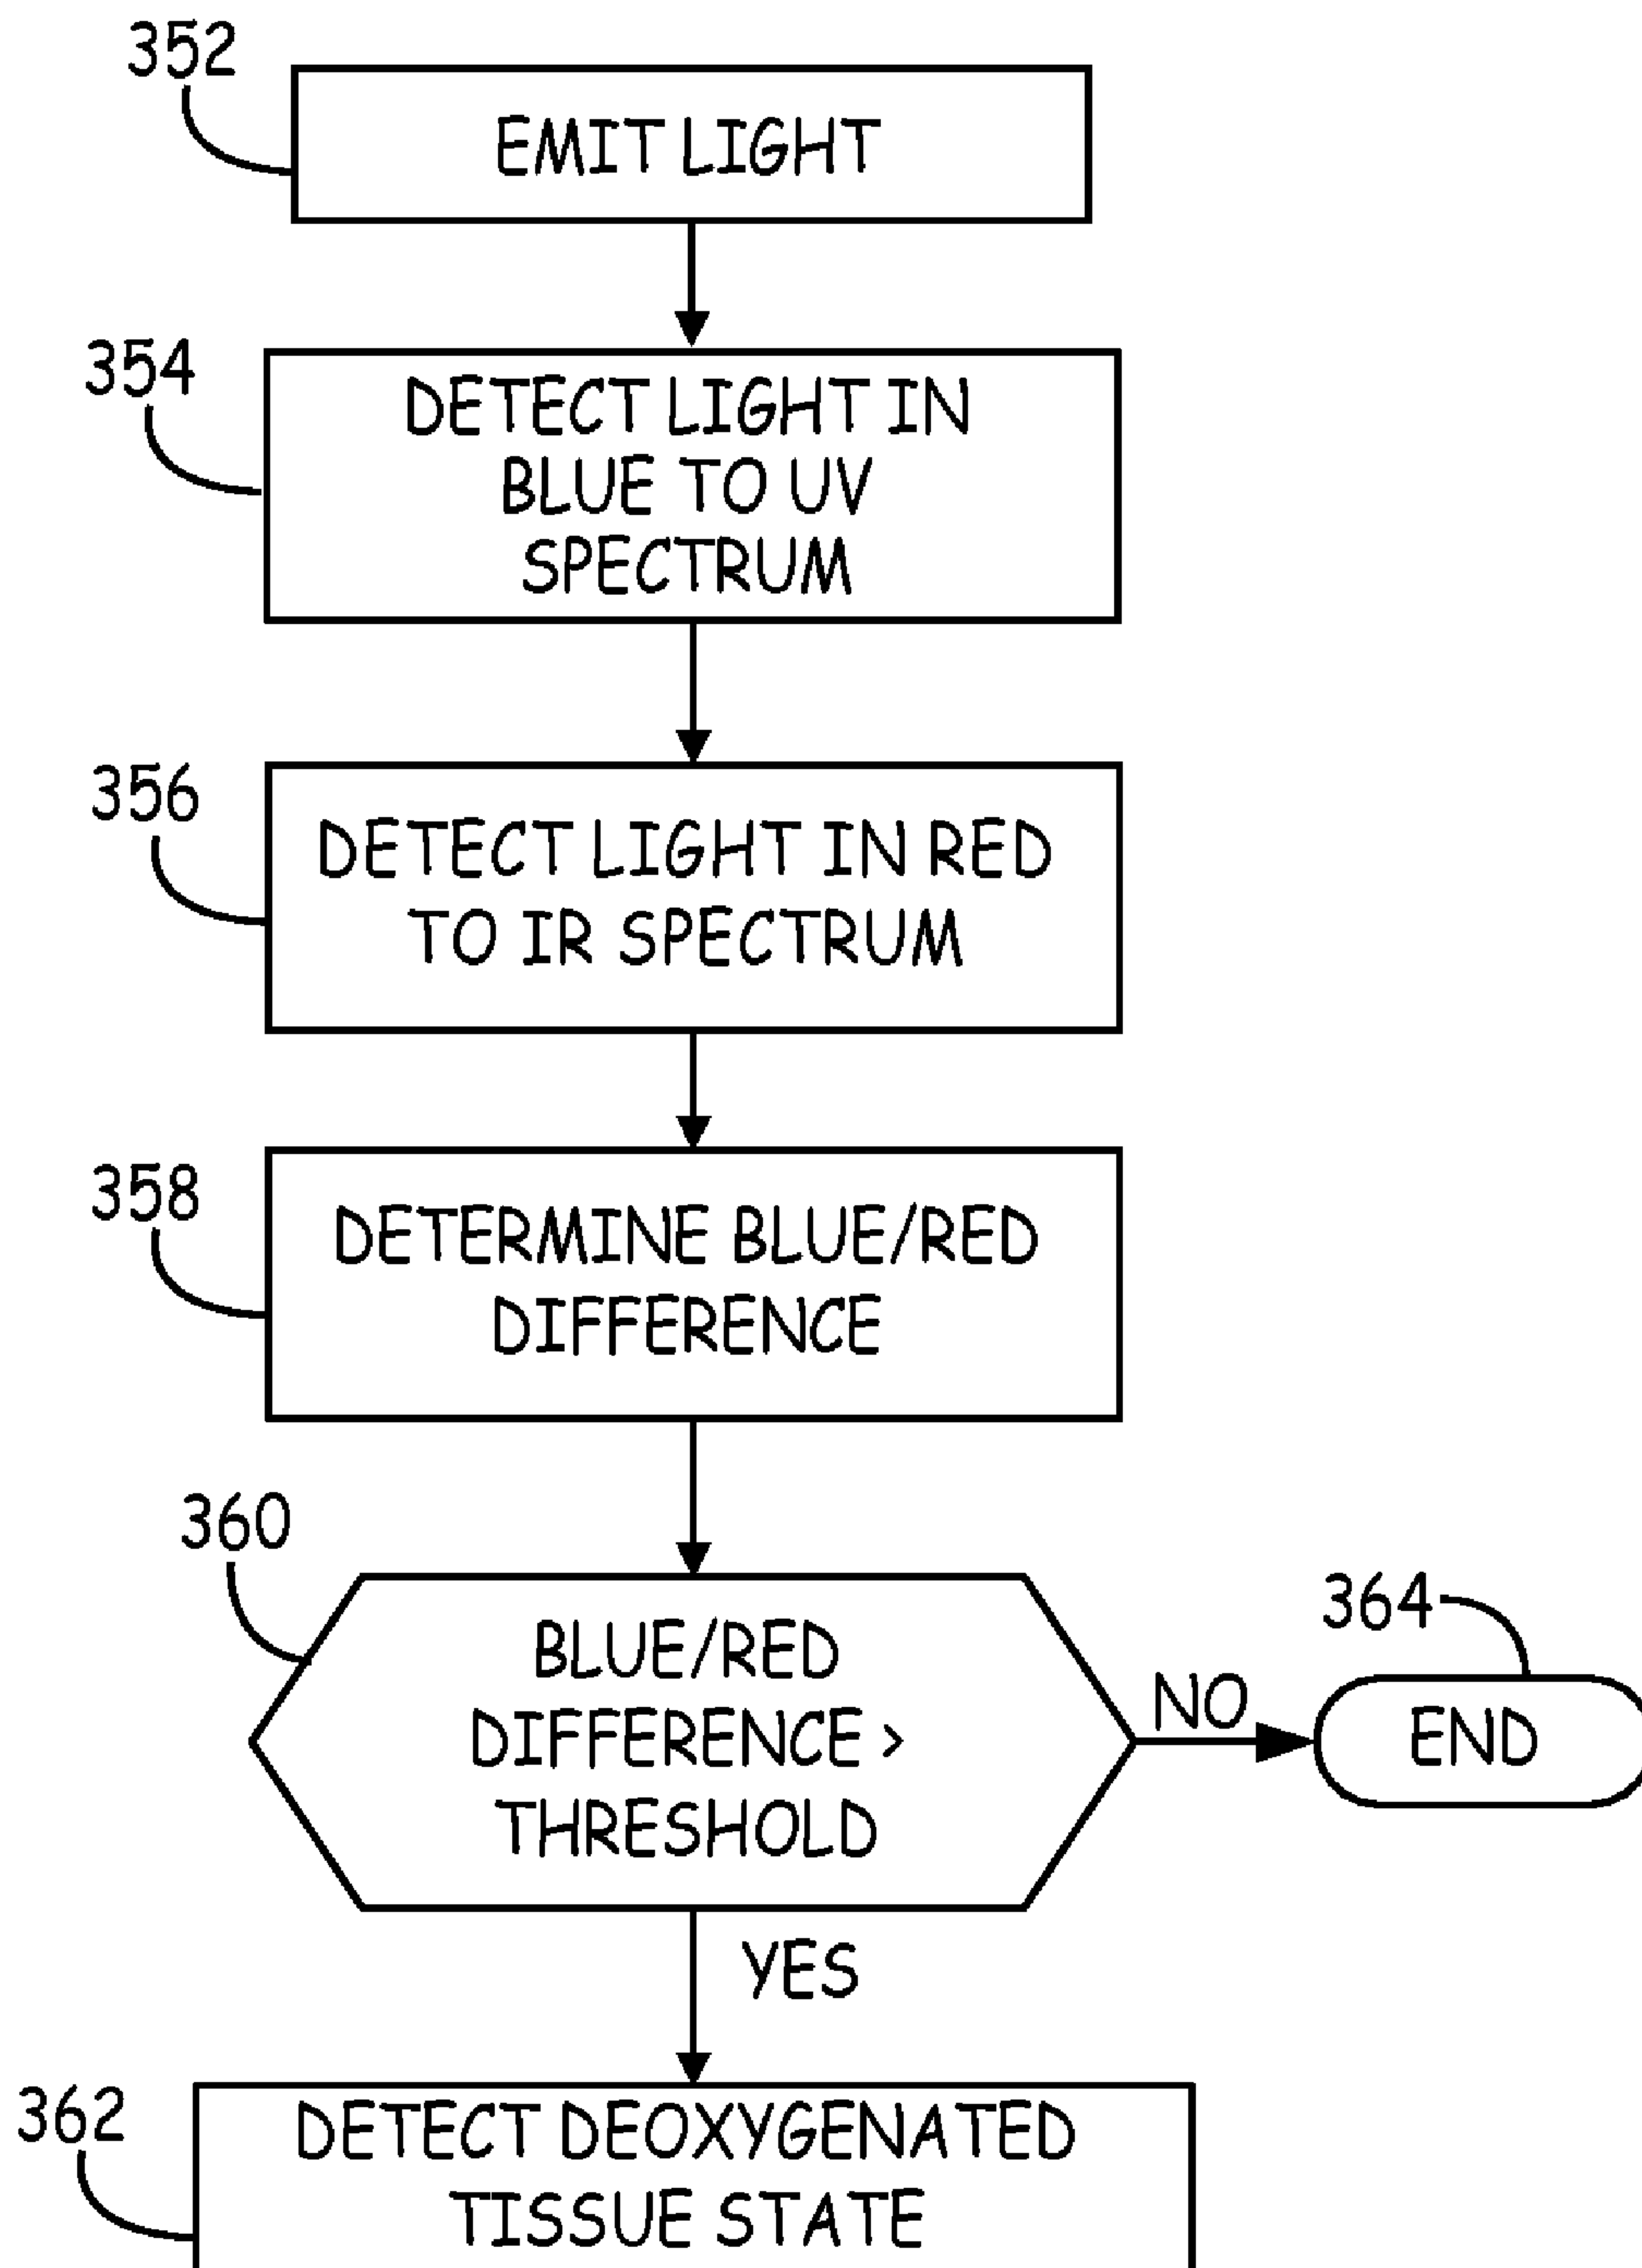 352
EMIT LIGHT
354
DETECT LIGHT IN
BLUE TO UV
SPECTRUM
356
DETECT LIGHT IN RED
TO IR SPECTRUM
358
DETERMINE BLUE/RED
DIFFERENCE
360
BLUE/RED
DIFFERENCE >
THRESHOLD
NO
364
END
YES
362
DETECT DEOXYGENATED
TISSUE STATE